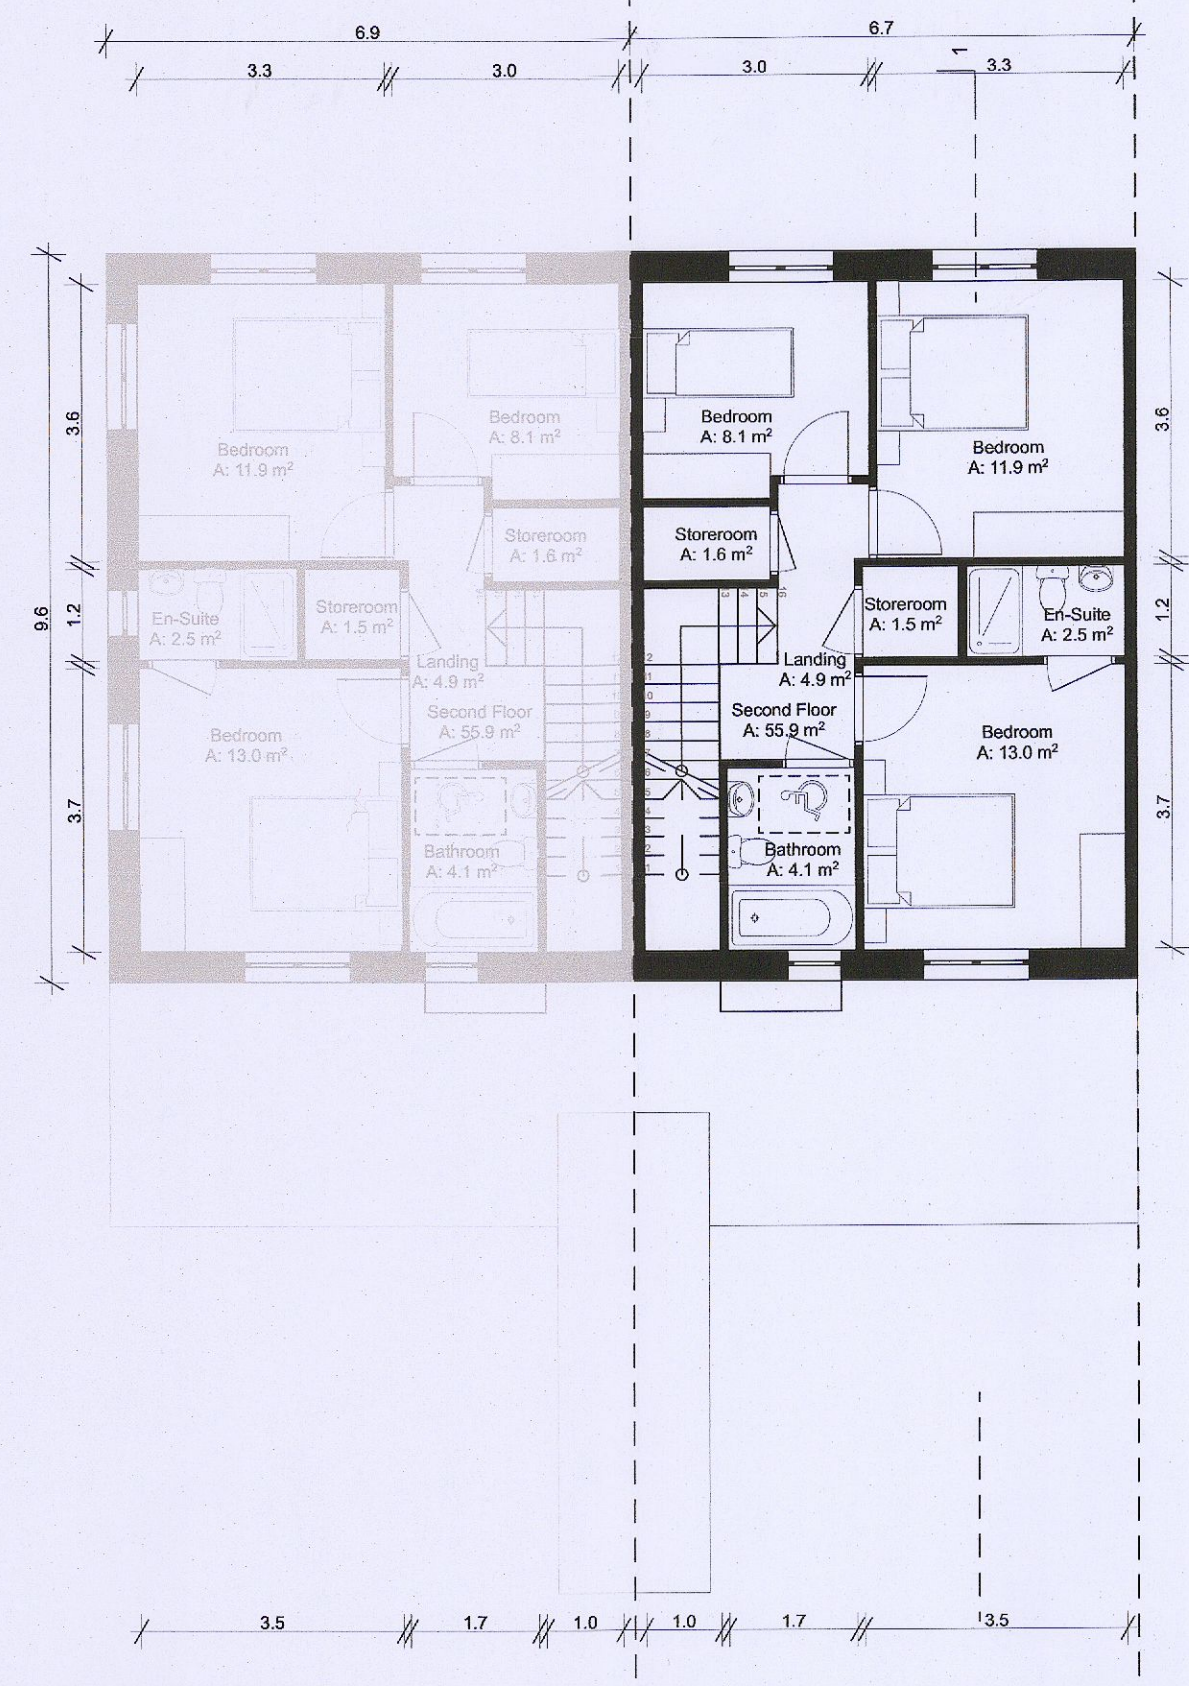 6.9
6.7
3.3
3.0
3.0
1
3.3
3.6
1.2
9.6
3.7
3.6
1.2
3.7
Bedroom
A: 8.1 m²
Bedroom
A: 11.9 m²
Storeroom
A: 1.6 m²
En-Suite
A: 2.5 m²
Storeroom
A: 1.5 m²
Landing
A: 4.9 m²
Second Floor
A: 55.9 m²
Bedroom
A: 13.0 m²
Bathroom
A: 4.1 m²
Bedroom
A: 8.1 m²
Bedroom
A: 11.9 m²
Storeroom
A: 1.6 m²
Storeroom
A: 1.5 m²
En-Suite
A: 2.5 m²
Landing
A: 4.9 m²
Second Floor
A: 55.9 m²
Bedroom
A: 13.0 m²
Bathroom
A: 4.1 m²
3.5
1.7
1.0
1.0
1.7
3.5